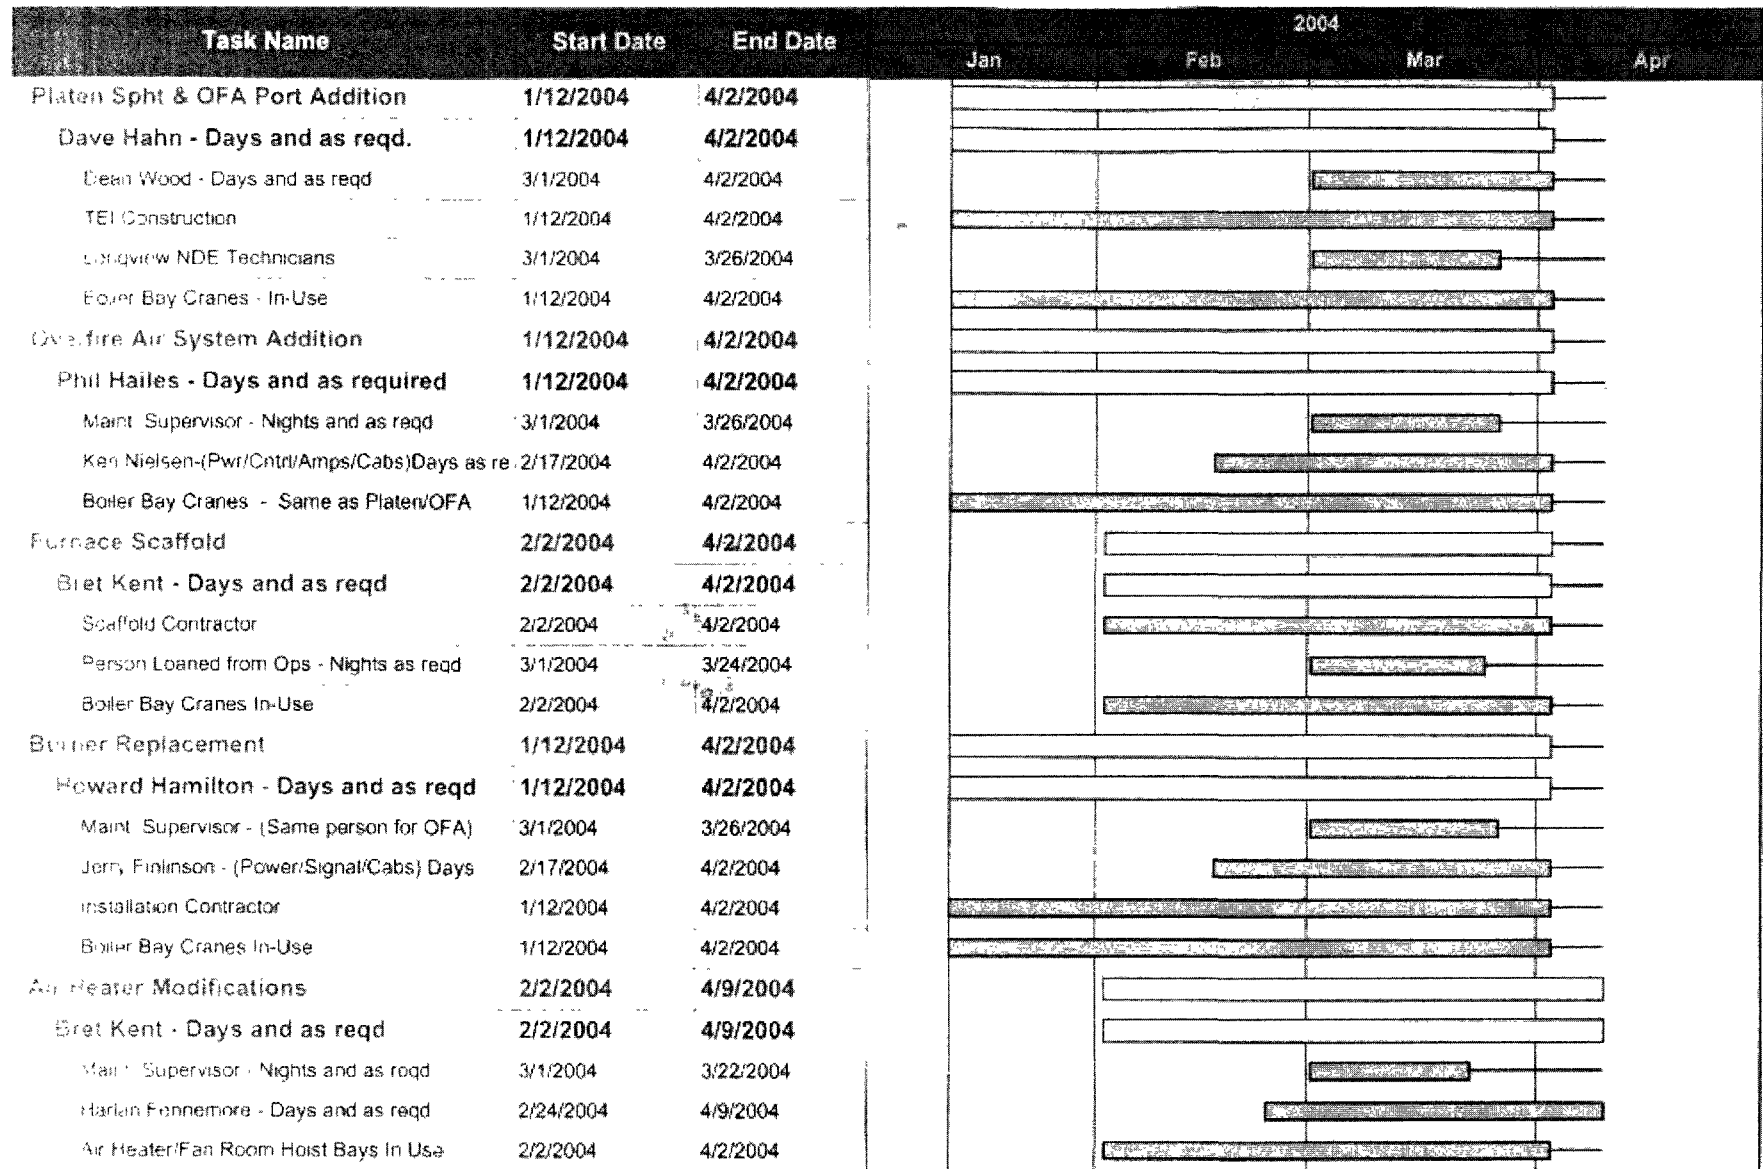 2004
Task Name Start Date End Date Jan Feb Mar Apr
Platen Spht & OFA Port Addition 1/12/2004 4/2/2004
Dave Hahn - Days and as reqd. 1/12/2004 4/2/2004
Dean Wood - Days and as reqd 3/1/2004 4/2/2004
TEI Construction 1/12/2004 4/2/2004
Longview NDE Technicians 3/1/2004 3/26/2004
Boiler Bay Cranes - In-Use 1/12/2004 4/2/2004
Overfire Air System Addition 1/12/2004 4/2/2004
Phil Hailes - Days and as required 1/12/2004 4/2/2004
Maint Supervisor - Nights and as reqd 3/1/2004 3/26/2004
Ken Nielsen-(Pwr/Cntrl/Amps/Cabs)Days as re 2/17/2004 4/2/2004
Boiler Bay Cranes - Same as Platen/OFA 1/12/2004 4/2/2004
Furnace Scaffold 2/2/2004 4/2/2004
Bret Kent - Days and as reqd 2/2/2004 4/2/2004
Scaffold Contractor 2/2/2004 4/2/2004
Person Loaned from Ops - Nights as reqd 3/1/2004 3/24/2004
Boiler Bay Cranes In-Use 2/2/2004 4/2/2004
Burner Replacement 1/12/2004 4/2/2004
Howard Hamilton - Days and as reqd 1/12/2004 4/2/2004
Maint Supervisor - (Same person for OFA) 3/1/2004 3/26/2004
Jerry Finlinson - (Power/Signal/Cabs) Days 2/17/2004 4/2/2004
Installation Contractor 1/12/2004 4/2/2004
Boiler Bay Cranes In-Use 1/12/2004 4/2/2004
Air Heater Modifications 2/2/2004 4/9/2004
Bret Kent - Days and as reqd 2/2/2004 4/9/2004
Maint Supervisor - Nights and as reqd 3/1/2004 3/22/2004
Harlan Fennemore - Days and as reqd 2/24/2004 4/9/2004
Air Heater/Fan Room Hoist Bays In Use 2/2/2004 4/2/2004